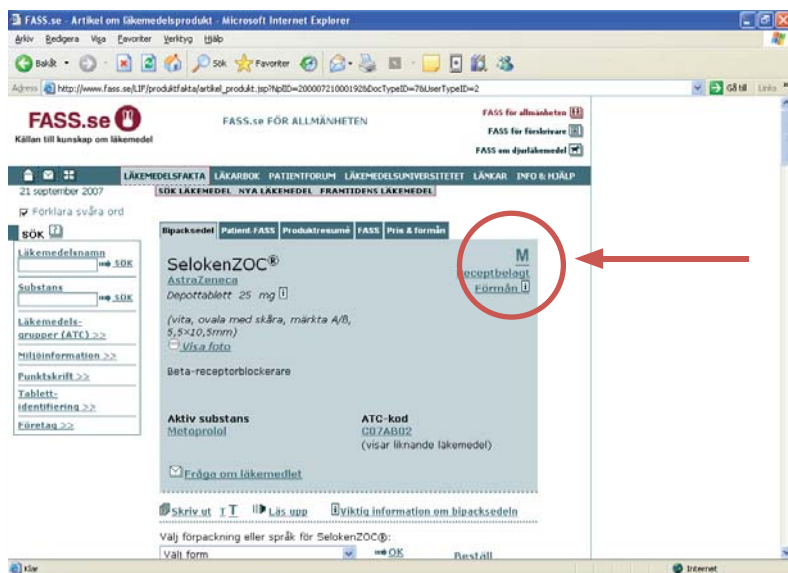 FASS.se - Artikel om läkemedelsprodukt - Microsoft Internet Explorer
Arkiv Redigera Visa Favoriter Verktyg Hjälp
Bakåt Sök Favoriter
Adress http://www.fass.se/LIF/produktfakta/artikel_produkt.jsp?NplID=20000721000192&DocTypeID=7&UserTypeID=2 Gå till Links
FASS.se
Källan till kunskap om läkemedel
FASS.se FÖR ALLMÄNHETEN
FASS för allmänheten
FASS för förskrivare
FASS om djurläkemedel
LÄKEMEDELSFAKTA LÄKARBOK PATIENTFORUM LÄKEMEDELSUNIVERSITETET LÄNKAR INFO & HJÄLP
21 september 2007
SÖK LÄKEMEDEL NYA LÄKEMEDEL FRAMTIDENS LÄKEMEDEL
Förklara svåra ord
SÖK
Läkemedelsnamn
SÖK
Substans
SÖK
Läkemedels-
grupper (ATC) >>
Miljöinformation >>
Punktskrift >>
Tablett-
identifiering >>
Företag >>
Bipacksedel Patient-FASS Produktresumé FASS Pris & förmån
SelokenZOC®
M
AstraZeneca
Receptbelagt
Depottablett 25 mg
Förmån
(vita, ovala med skåra, märkta A/B,
5,5×10,5mm)
Visa foto
Beta-receptorblockerare
Aktiv substans
Metoprolol
ATC-kod
C07AB02
(visar liknande läkemedel)
Fråga om läkemedlet
Skriv ut T T Läs upp Viktig information om bipacksedeln
Välj förpackning eller språk för SelokenZOC®:
Välj form OK Beställ
Klar Internet